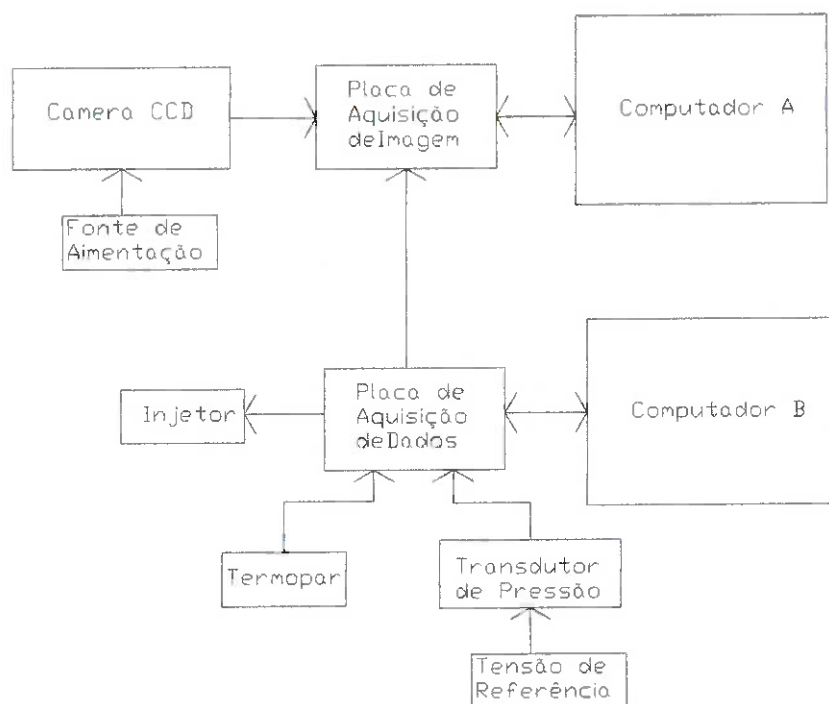 Camera CCD
Placa de
Aquisição
deImagem
Computador A
Fonte de
Aimentação
Injetor
Placa de
Aquisição
deDados
Computador B
Termopar
Transdutor
de Pressão
Tensão de
Referência